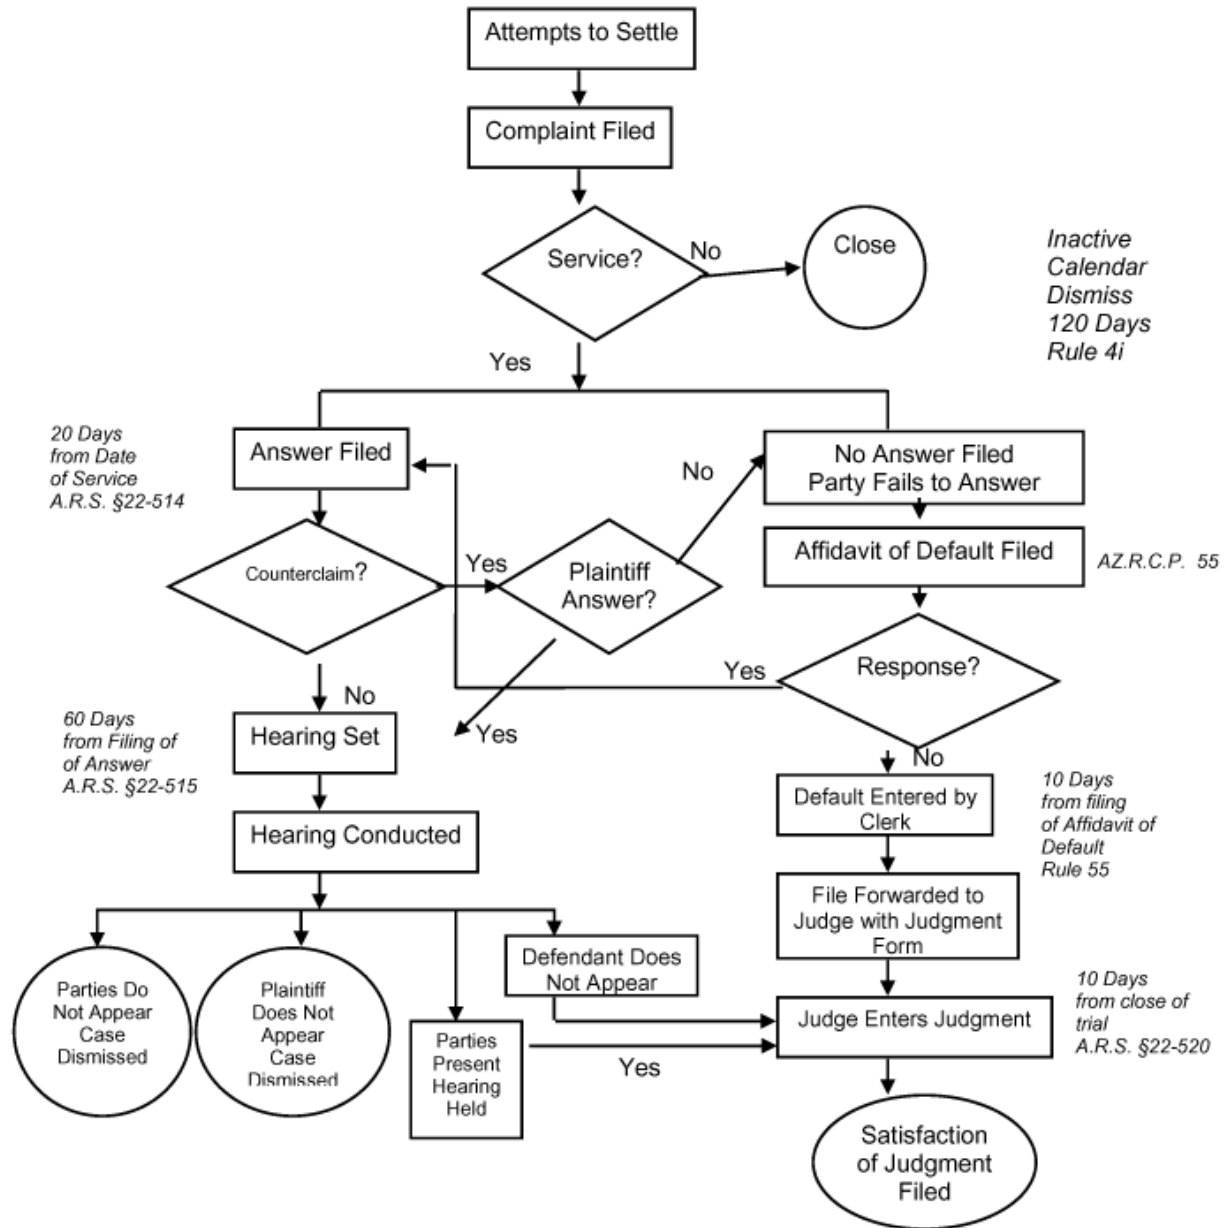 Attempts to Settle
Complaint Filed
Service?
No
Close
Inactive
Calendar
Dismiss
120 Days
Rule 4i
Yes
20 Days
from Date
of Service
A.R.S. §22-514
Answer Filed
No
No Answer Filed
Party Fails to Answer
Counterclaim?
Yes
Plaintiff
Answer?
Affidavit of Default Filed
AZ.R.C.P. 55
Yes
Response?
No
60 Days
from Filing of
of Answer
A.R.S. §22-515
Hearing Set
Yes
No
Default Entered by
Clerk
10 Days
from filing
of Affidavit of
Default
Rule 55
Hearing Conducted
File Forwarded to
Judge with Judgment
Form
Parties Do
Not Appear
Case
Dismissed
Plaintiff
Does Not
Appear
Case
Dismissed
Parties
Present
Hearing
Held
Defendant Does
Not Appear
Yes
Judge Enters Judgment
10 Days
from close of
trial
A.R.S. §22-520
Satisfaction
of Judgment
Filed